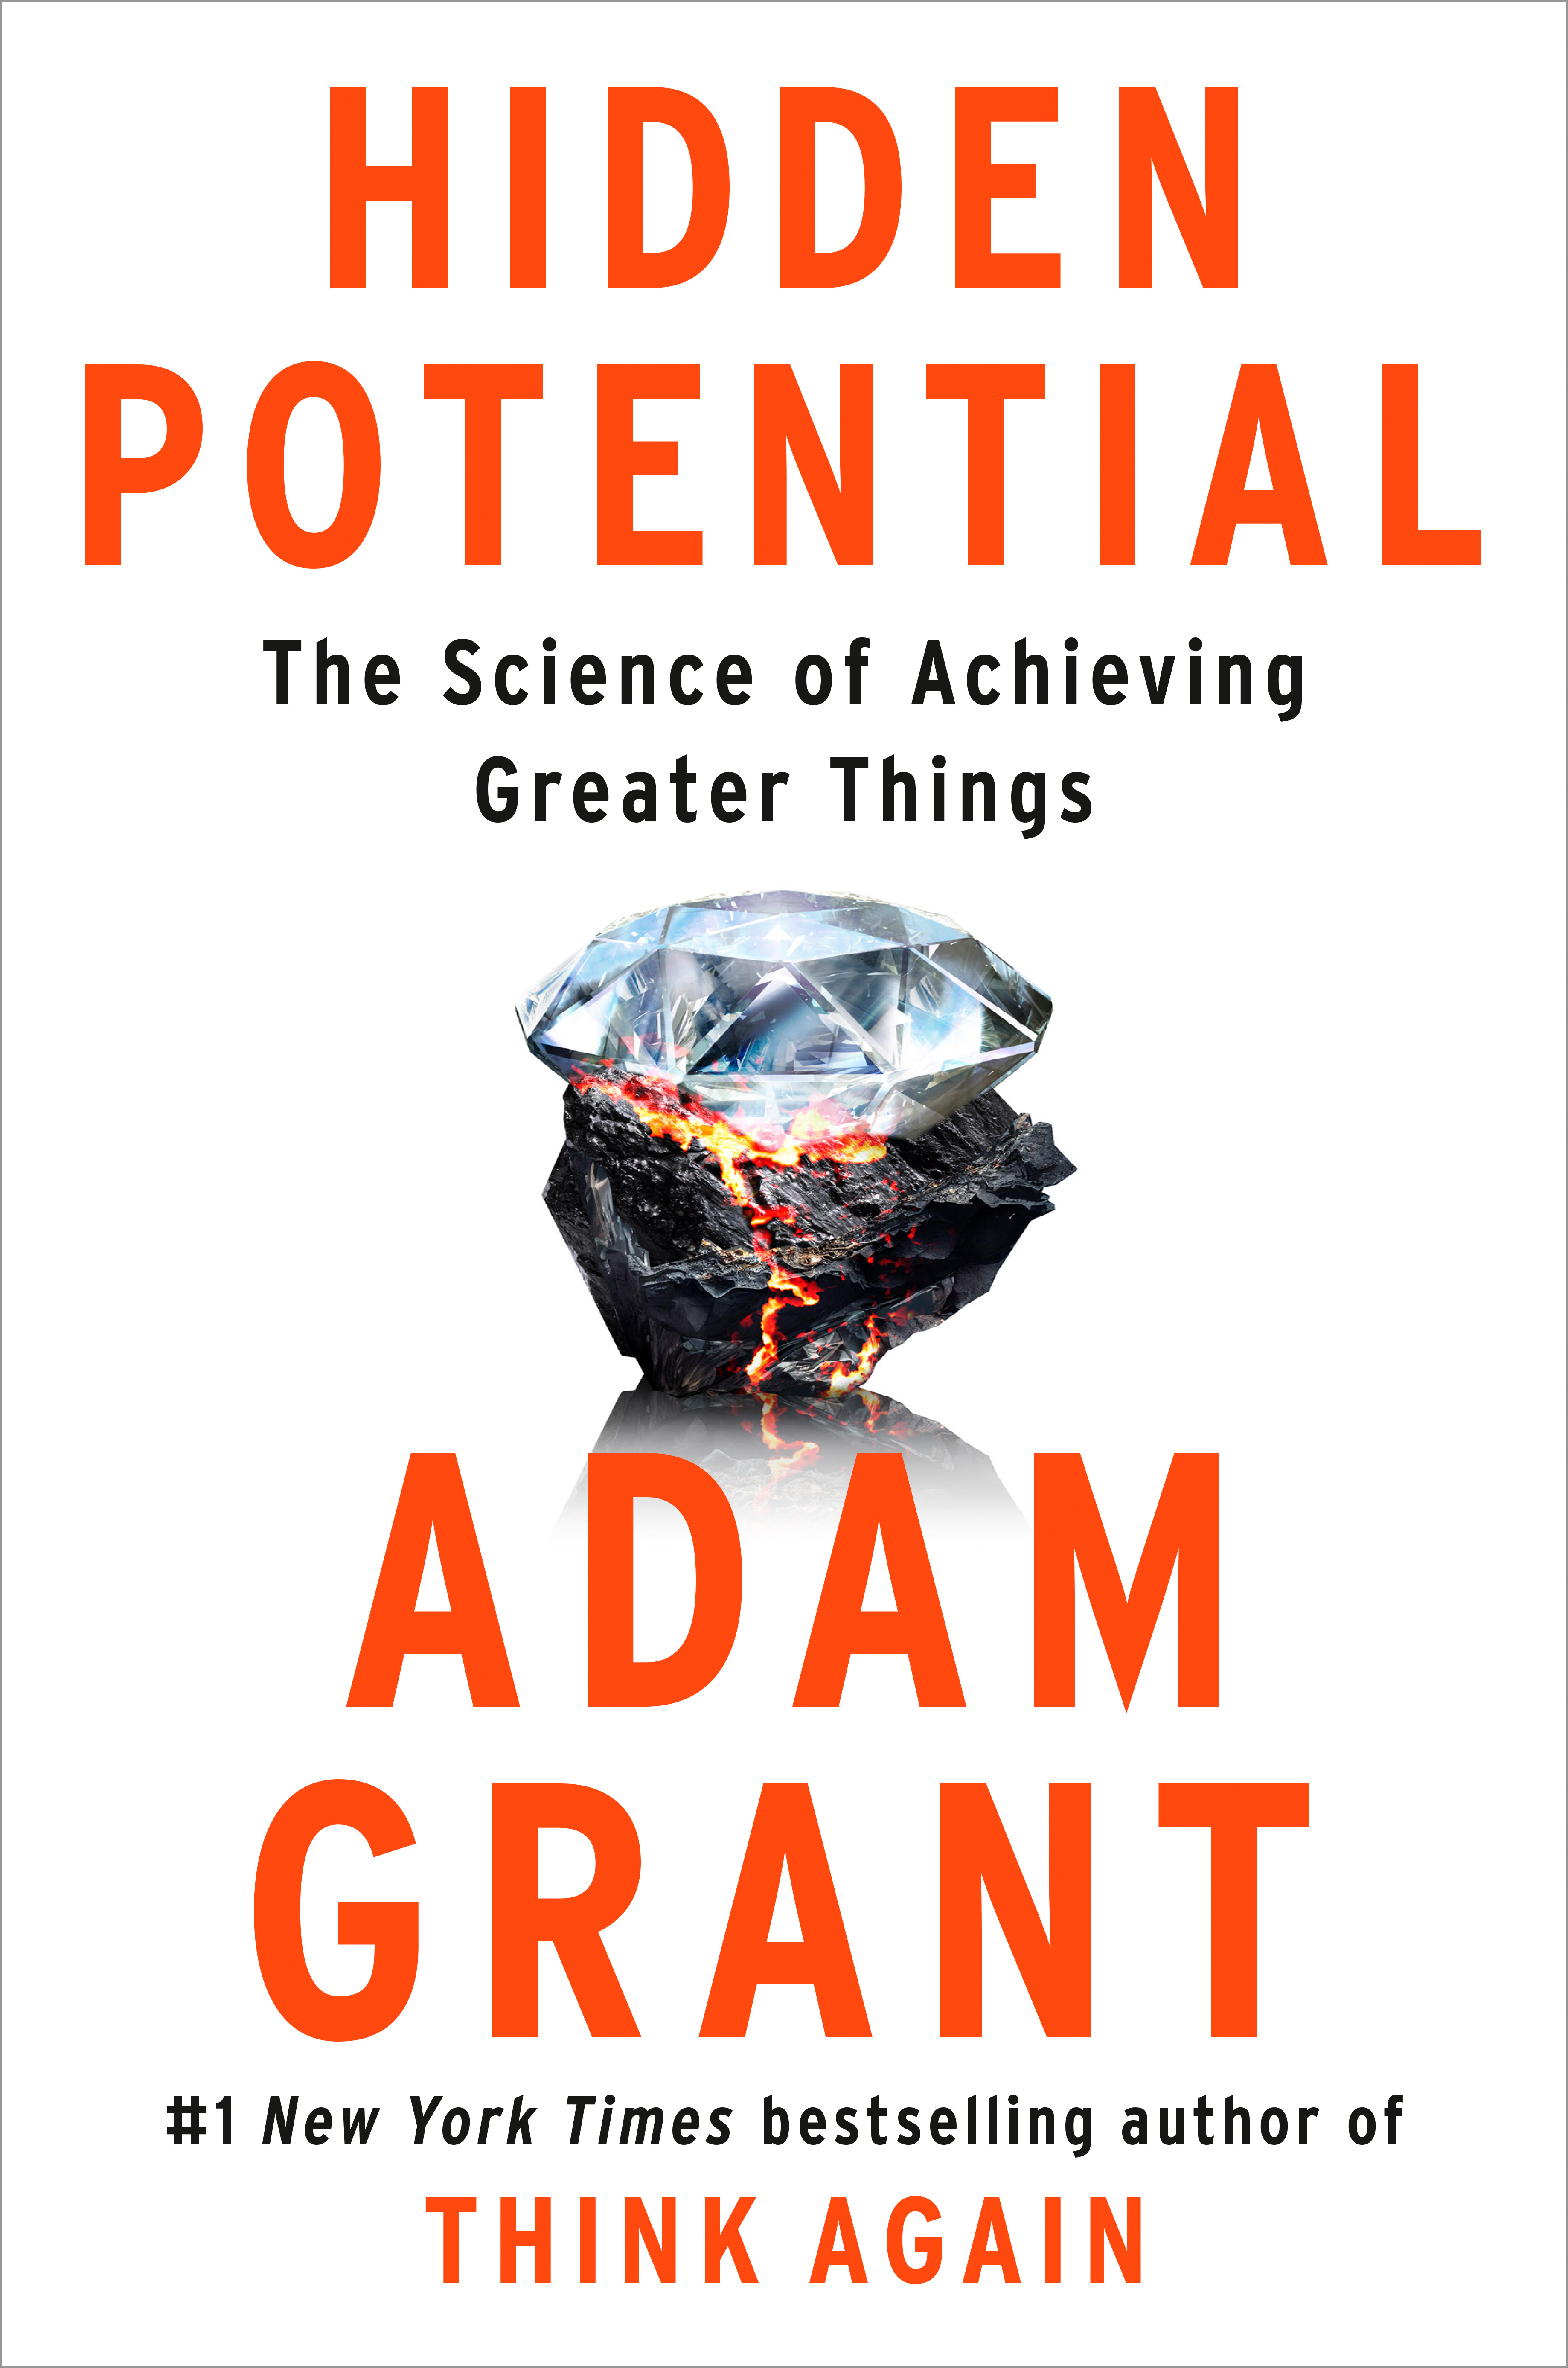 HIDDEN
POTENTIAL
The Science of Achieving
Greater Things
ADAM
GRANT
#1 New York Times bestselling author of
THINK AGAIN